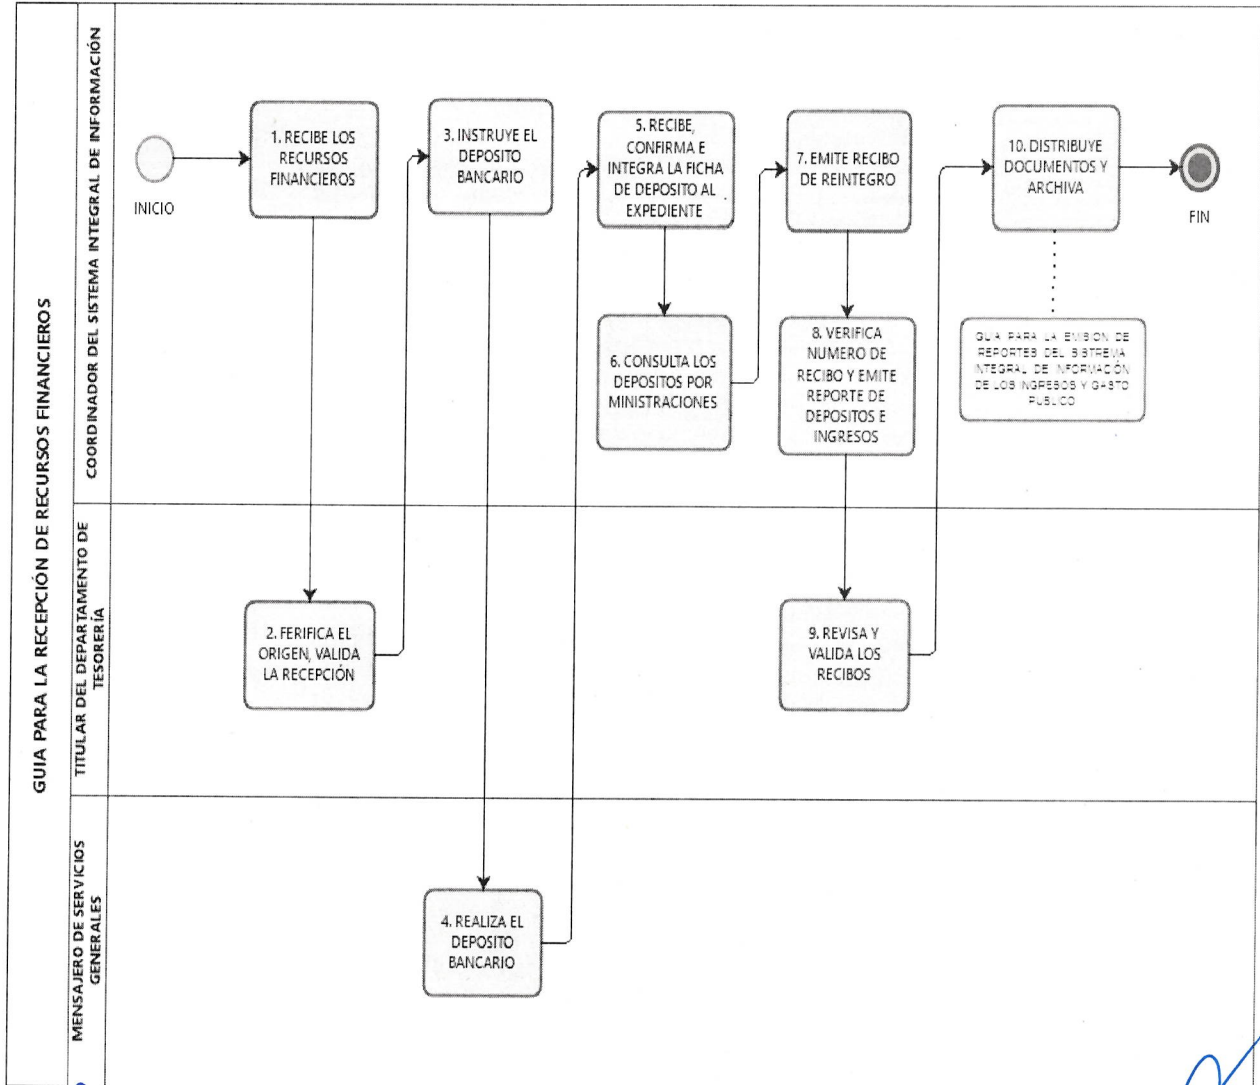 GUIA PARA LA RECEPCIÓN DE RECURSOS FINANCIEROS
COORDINADOR DEL SISTEMA INTEGRAL DE INFORMACIÓN
INICIO
1. RECIBE LOS
RECURSOS
FINANCIEROS
3. INSTRUYE EL
DEPOSITO
BANCARIO
5. RECIBE,
CONFIRMA E
INTEGRA LA FICHA
DE DEPOSITO AL
EXPEDIENTE
7. EMITE RECIBO
DE REINTEGRO
10. DISTRIBUYE
DOCUMENTOS Y
ARCHIVA
FIN
6. CONSULTA LOS
DEPOSITOS POR
MINISTRACIONES
8. VERIFICA
NUMERO DE
RECIBO Y EMITE
REPORTE DE
DEPOSITOS E
INGRESOS
GUIA PARA LA EMISION DE
REPORTES DEL SISTREMA
INTEGRAL DE INFORMACIÓN
DE LOS INGRESOS Y GASTO
PUBLICO
TITULAR DEL DEPARTAMENTO DE
TESORERÍA
2. FERIFICA EL
ORIGEN, VALIDA
LA RECEPCIÓN
9. REVISA Y
VALIDA LOS
RECIBOS
MENSAJERO DE SERVICIOS
GENERALES
4. REALIZA EL
DEPOSITO
BANCARIO